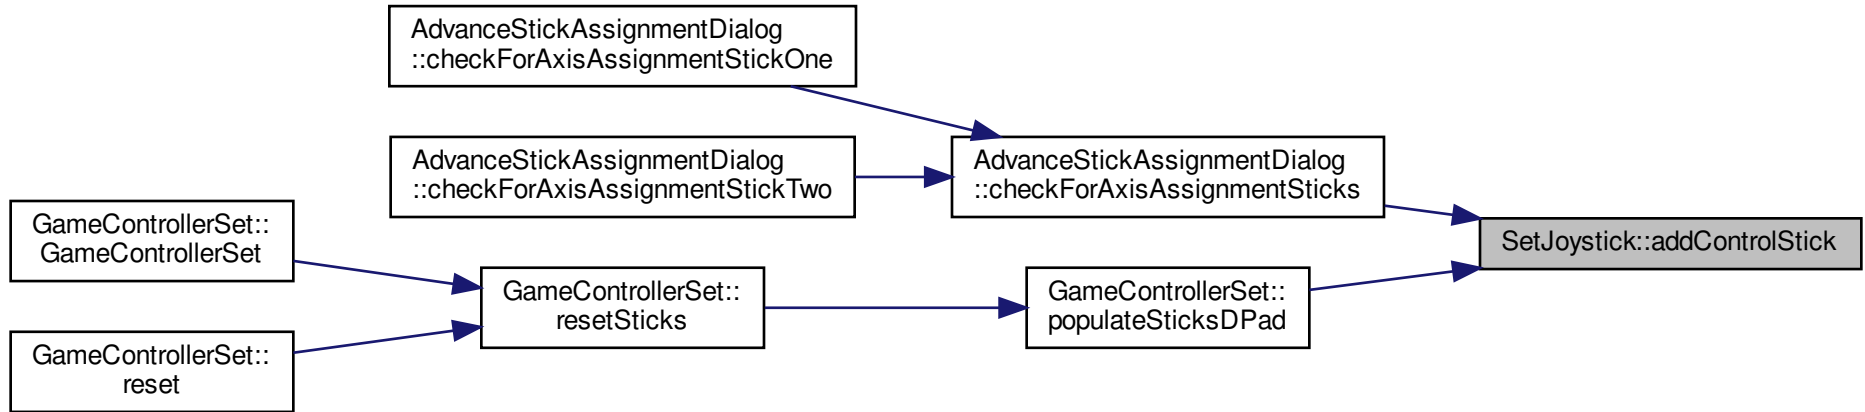 AdvanceStickAssignmentDialog
::checkForAxisAssignmentStickOne
AdvanceStickAssignmentDialog
::checkForAxisAssignmentStickTwo
AdvanceStickAssignmentDialog
::checkForAxisAssignmentSticks
GameControllerSet::
GameControllerSet
SetJoystick::addControlStick
GameControllerSet::
resetSticks
GameControllerSet::
populateSticksDPad
GameControllerSet::
reset